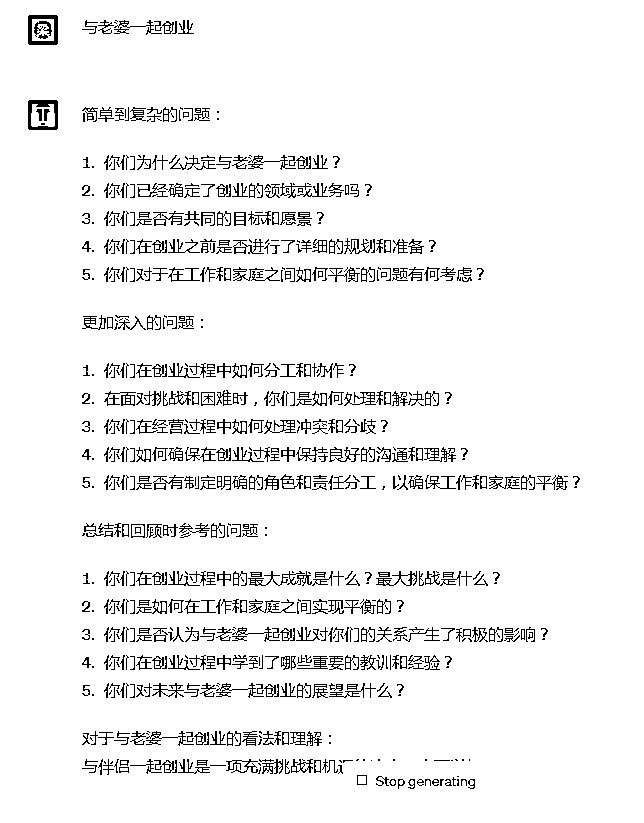 与老婆一起创业
简单到复杂的问题：
1. 你们为什么决定与老婆一起创业？
2. 你们已经确定了创业的领域或业务吗？
3. 你们是否有共同的目标和愿景？
4. 你们在创业之前是否进行了详细的规划和准备？
5. 你们对于在工作和家庭之间如何平衡的问题有何考虑？
更加深入的问题：
1. 你们在创业过程中如何分工和协作？
2. 在面对挑战和困难时，你们是如何处理和解决的？
3. 你们在经营过程中如何处理冲突和分歧？
4. 你们如何确保在创业过程中保持良好的沟通和理解？
5. 你们是否有制定明确的角色和责任分工，以确保工作和家庭的平衡？
总结和回顾时参考的问题：
1. 你们在创业过程中的最大成就是什么？最大挑战是什么？
2. 你们是如何在工作和家庭之间实现平衡的？
3. 你们是否认为与老婆一起创业对你们的关系产生了积极的影响？
4. 你们在创业过程中学到了哪些重要的教训和经验？
5. 你们对未来与老婆一起创业的展望是什么？
对于与老婆一起创业的看法和理解：
与伴侣一起创业是一项充满挑战和机
Stop generating